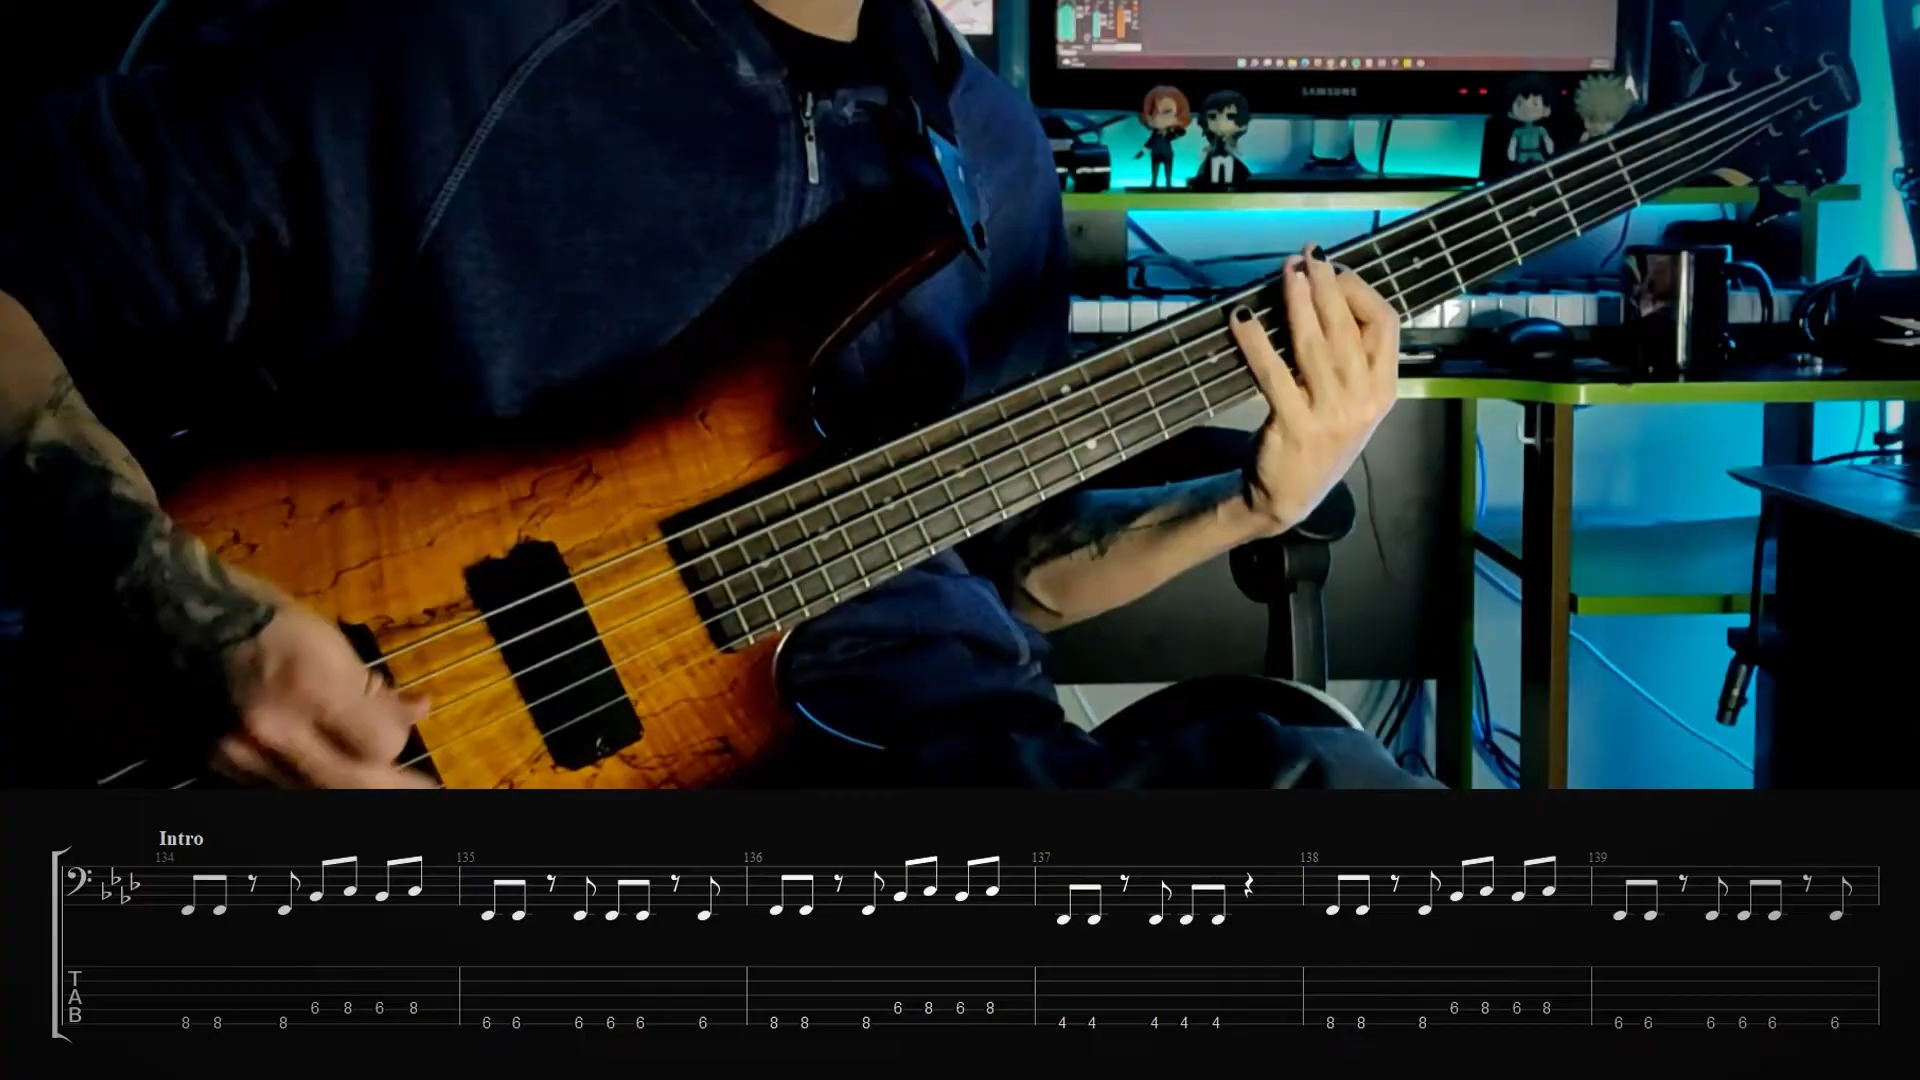 SAMSUNG
Intro
134 135 136 137 138 139
T
A
B
6 8 6 8 6 8 6 8 6 8 6 8
8 8 8 6 6 6 6 6 6 8 8 8 4 4 4 4 4 8 8 8 6 6 6 6 6 6